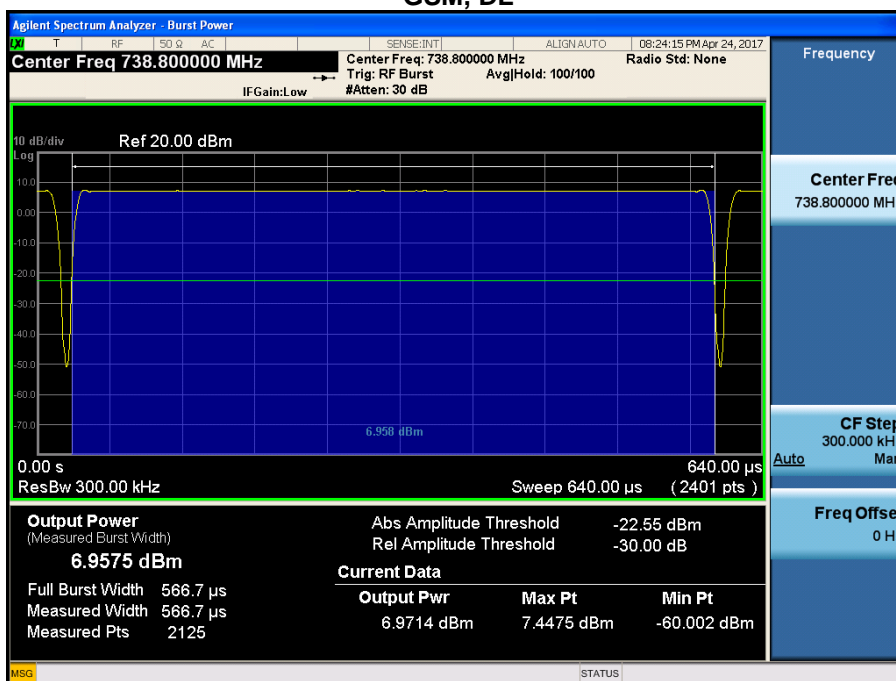 GSM, DL
Agilent Spectrum Analyzer - Burst Power
LXI T RF 50 Ω AC SENSE:INT ALIGNAUTO 08:24:15 PM Apr 24, 2017
Center Freq 738.800000 MHz
Center Freq: 738.800000 MHz Radio Std: None
Trig: RF Burst Avg|Hold: 100/100
IFGain:Low #Atten: 30 dB
Frequency
10 dB/div Ref 20.00 dBm
Log
10.0
0.00
-10.0
-20.0
-30.0
-40.0
-50.0
-60.0
-70.0
6.958 dBm
0.00 s 640.00 µs
ResBw 300.00 kHz Sweep 640.00 µs (2401 pts)
Center Fre
738.800000 MH
CF Step
300.000 kH
Auto Ma
Freq Offse
0 H
Output Power
(Measured Burst Width)
6.9575 dBm
Full Burst Width 566.7 µs
Measured Width 566.7 µs
Measured Pts 2125
Abs Amplitude Threshold -22.55 dBm
Rel Amplitude Threshold -30.00 dB
Current Data
Output Pwr Max Pt Min Pt
6.9714 dBm 7.4475 dBm -60.002 dBm
MSG STATUS